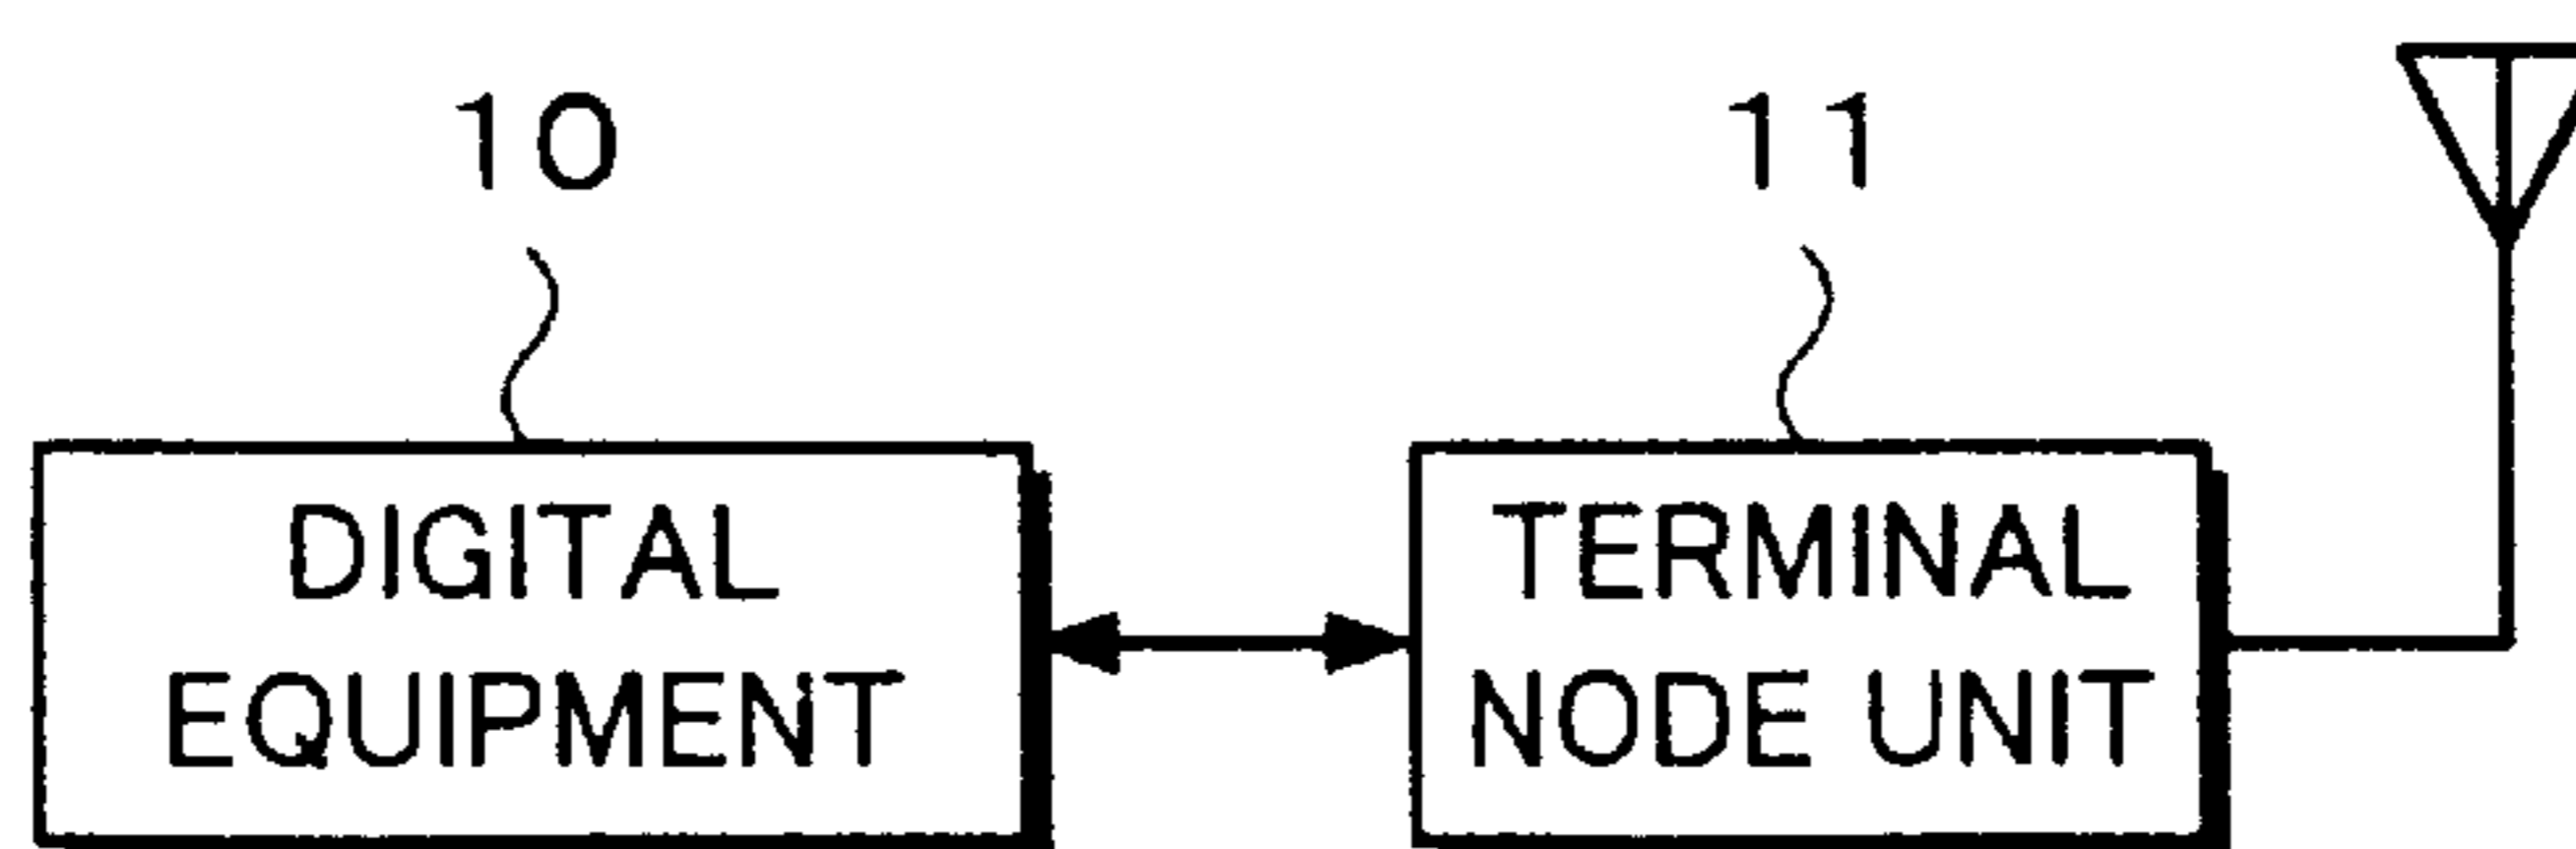 10
11
DIGITAL
EQUIPMENT
TERMINAL
NODE UNIT